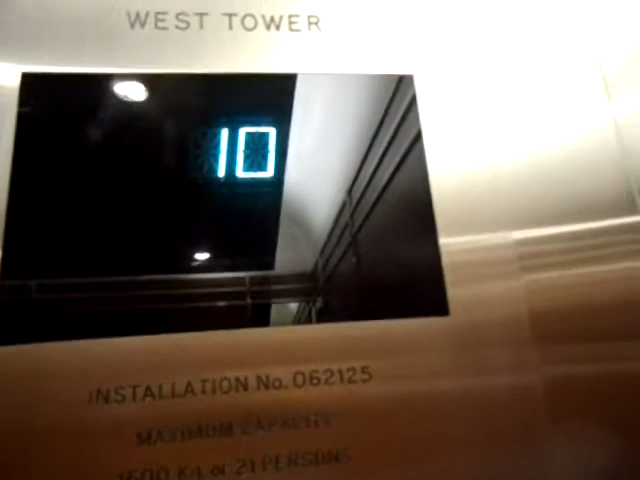 WEST TOWER
10
INSTALLATION No. 062125
MAXIMUM CAPACITY
1600 KG or 21 PERSONS